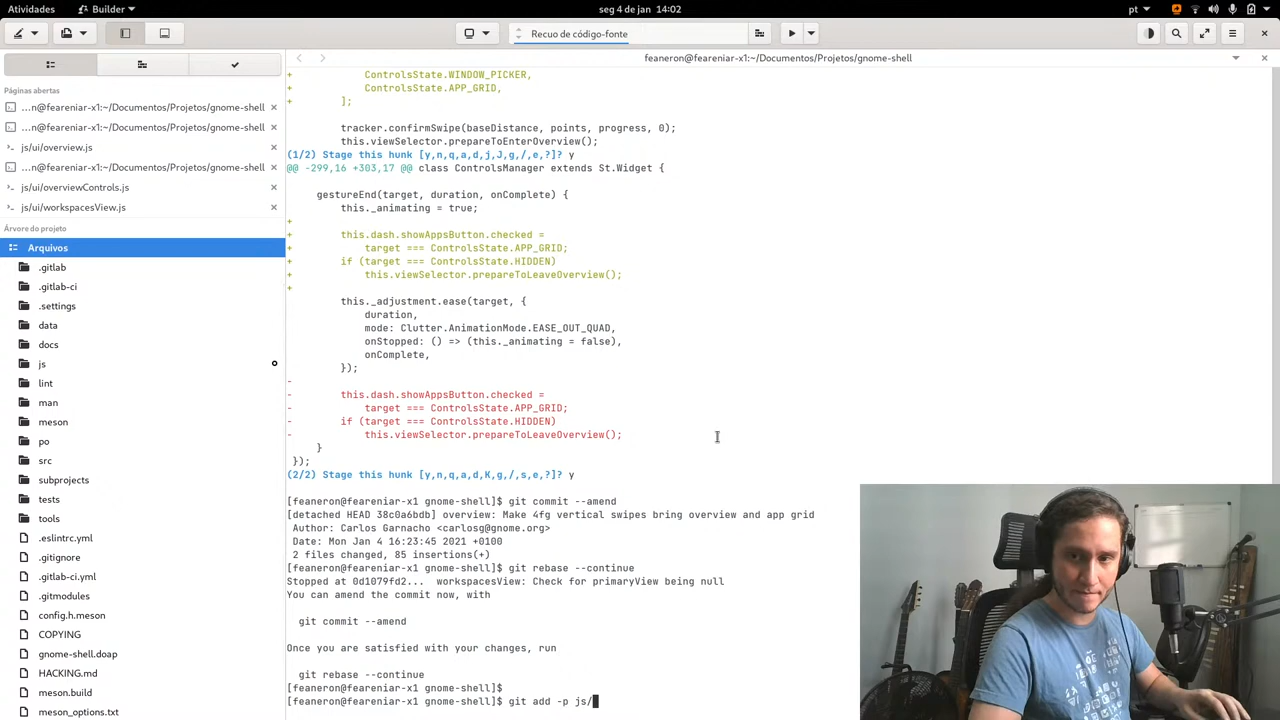 Atividades
Builder
seg 4 de jan 14:02
pt
Recuo de código-fonte
feaneron@feareniar-x1:~/Documentos/Projetos/gnome-shell
Páginas abertas
...n@feareniar-x1:~/Documentos/Projetos/gnome-shell
...n@feareniar-x1:~/Documentos/Projetos/gnome-shell
js/ui/overview.js
...n@feareniar-x1:~/Documentos/Projetos/gnome-shell
js/ui/overviewControls.js
js/ui/workspacesView.js
Árvore do projeto
Arquivos
.gitlab
.gitlab-ci
.settings
data
docs
js
lint
man
meson
po
src
subprojects
tests
tools
.eslintrc.yml
.gitignore
.gitlab-ci.yml
.gitmodules
config.h.meson
COPYING
gnome-shell.doap
HACKING.md
meson.build
meson_options.txt
+            ControlsState.WINDOW_PICKER,
+            ControlsState.APP_GRID,
+        ];
         tracker.confirmSwipe(baseDistance, points, progress, 0);
         this.viewSelector.prepareToEnterOverview();
(1/2) Stage this hunk [y,n,q,a,d,j,J,g,/,e,?]? y
@@ -299,16 +303,17 @@ class ControlsManager extends St.Widget {
     gestureEnd(target, duration, onComplete) {
         this._animating = true;
+
+        this.dash.showAppsButton.checked =
+            target === ControlsState.APP_GRID;
+        if (target === ControlsState.HIDDEN)
+            this.viewSelector.prepareToLeaveOverview();
+
         this._adjustment.ease(target, {
             duration,
             mode: Clutter.AnimationMode.EASE_OUT_QUAD,
             onStopped: () => (this._animating = false),
             onComplete,
         });
-
-        this.dash.showAppsButton.checked =
-            target === ControlsState.APP_GRID;
-        if (target === ControlsState.HIDDEN)
-            this.viewSelector.prepareToLeaveOverview();
     }
 });
(2/2) Stage this hunk [y,n,q,a,d,K,g,/,s,e,?]? y
[feaneron@feareniar-x1 gnome-shell]$ git commit --amend
[detached HEAD 38c0a6bdb] overview: Make 4fg vertical swipes bring overview and app grid
 Author: Carlos Garnacho <carlosg@gnome.org>
 Date: Mon Jan 4 16:23:45 2021 +0100
 2 files changed, 85 insertions(+)
[feaneron@feareniar-x1 gnome-shell]$ git rebase --continue
Stopped at 0d1079fd2...  workspacesView: Check for primaryView being null
You can amend the commit now, with
  git commit --amend
Once you are satisfied with your changes, run
  git rebase --continue
[feaneron@feareniar-x1 gnome-shell]$
[feaneron@feareniar-x1 gnome-shell]$ git add -p js/